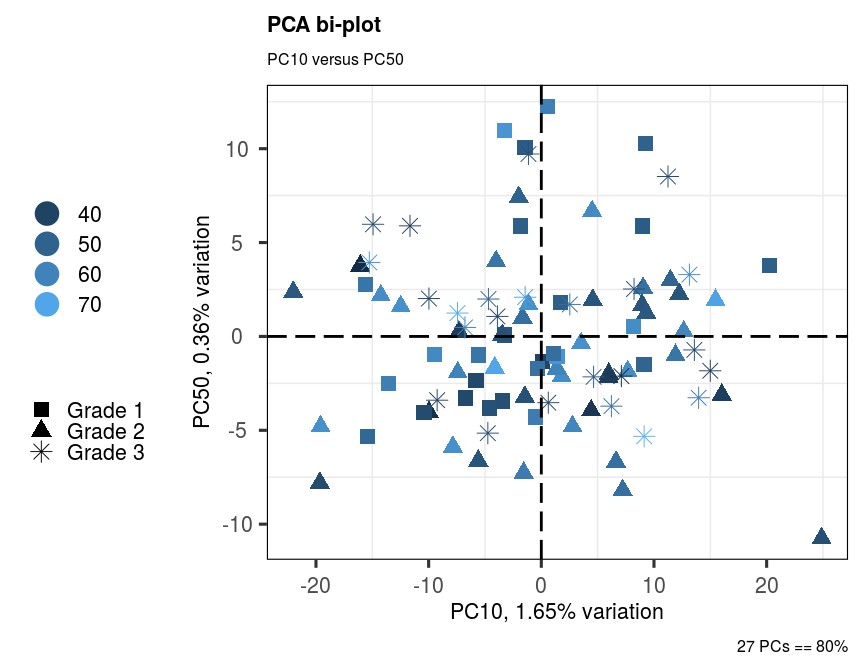 PCA bi-plot
PC10 versus PC50
40
50
60
70
Grade 1
Grade 2
Grade 3
PC50, 0.36% variation
10
5
0
-5
-10
-20
-10
0
10
20
PC10, 1.65% variation
27 PCs == 80%